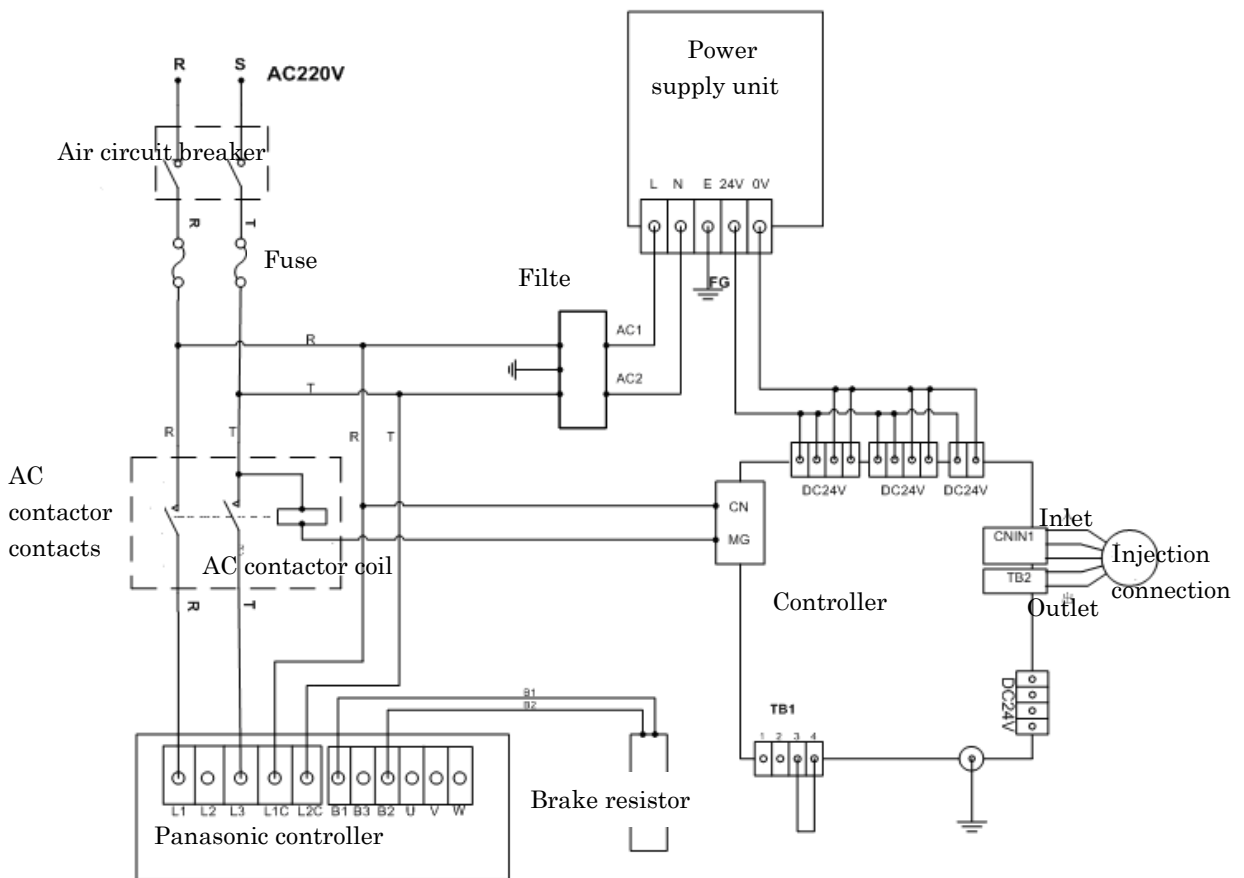 R S AC220V
Power
supply unit
Air circuit breaker
L N E 24V 0V
R T
Fuse
FG
Filte
R
AC1
T
AC2
R T
R T
AC
contactor
contacts
AC contactor coil
DC24V DC24V DC24V
CN
MG
Inlet
CNIN1
Injection
connection
TB2
Outlet
Controller
R T
DC24V
B1
B2
TB1
1 2 3 4
L1 L2 L3 L1C L2C B1 B3 B2 U V W
Brake resistor
Panasonic controller